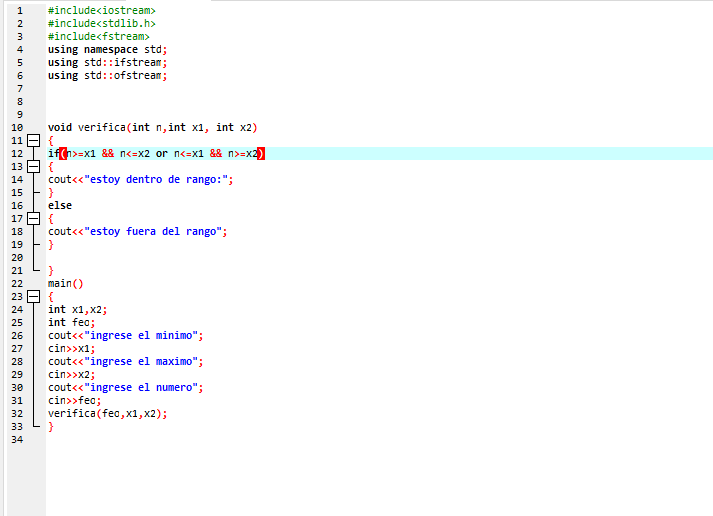 1 #include<iostream>
2 #include<stdlib.h>
3 #include<fstream>
4 using namespace std;
5 using std::ifstream;
6 using std::ofstream;
7
8
9
10 void verifica(int n,int x1, int x2)
11 {
12 if(n>=x1 && n<=x2 or n<=x1 && n>=x2)
13 {
14 cout<<"estoy dentro de rango:";
15 }
16 else
17 {
18 cout<<"estoy fuera del rango";
19 }
20
21 }
22 main()
23 {
24 int x1,x2;
25 int feo;
26 cout<<"ingrese el minimo";
27 cin>>x1;
28 cout<<"ingrese el maximo";
29 cin>>x2;
30 cout<<"ingrese el numero";
31 cin>>feo;
32 verifica(feo,x1,x2);
33 }
34